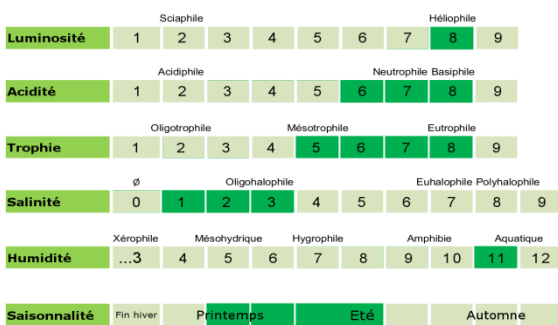 Sciaphile Héliophile
Luminosité 1 2 3 4 5 6 7 8 9
Acidiphile Neutrophile Basiphile
Acidité 1 2 3 4 5 6 7 8 9
Oligotrophile Mésotrophile Eutrophile
Trophie 1 2 3 4 5 6 7 8 9
Ø Oligohalophile Euhalophile Polyhalophile
Salinité 0 1 2 3 4 5 6 7 8 9
Xérophile Mésohydrique Hygrophile Amphibie Aquatique
Humidité ...3 4 5 6 7 8 9 10 11 12
Saisonnalité Fin hiver Printemps Eté Automne